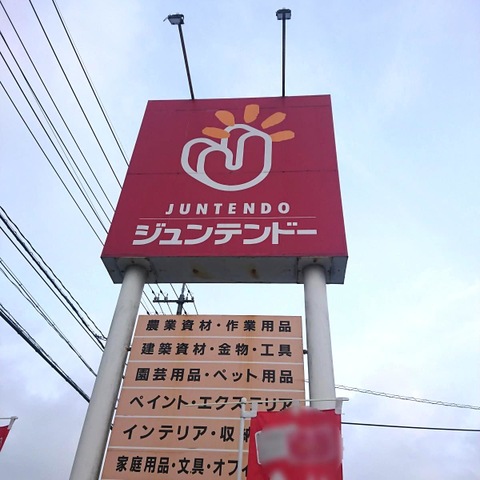 JUNTENDO
ジュンテンドー
農業資材・作業用品
建築資材・金物・工具
園芸用品・ペット用品
ペイント・エクステリア
インテリア・収
家庭用品・文具・オフィ